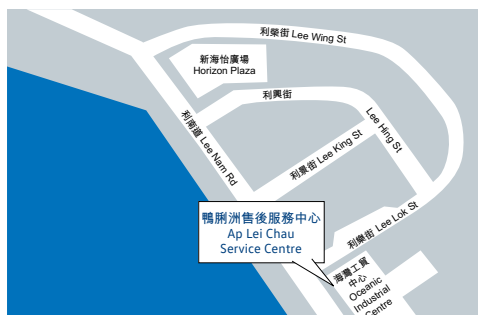 利榮街 Lee Wing St
新海怡廣場
Horizon Plaza
利興街
Lee Hing St
利南道 Lee Nam Rd
利景街 Lee King St
鴨脷洲售後服務中心
Ap Lei Chau
Service Centre
利樂街 Lee Lok St
海灣工貿
中心
Oceanic
Industrial
Centre